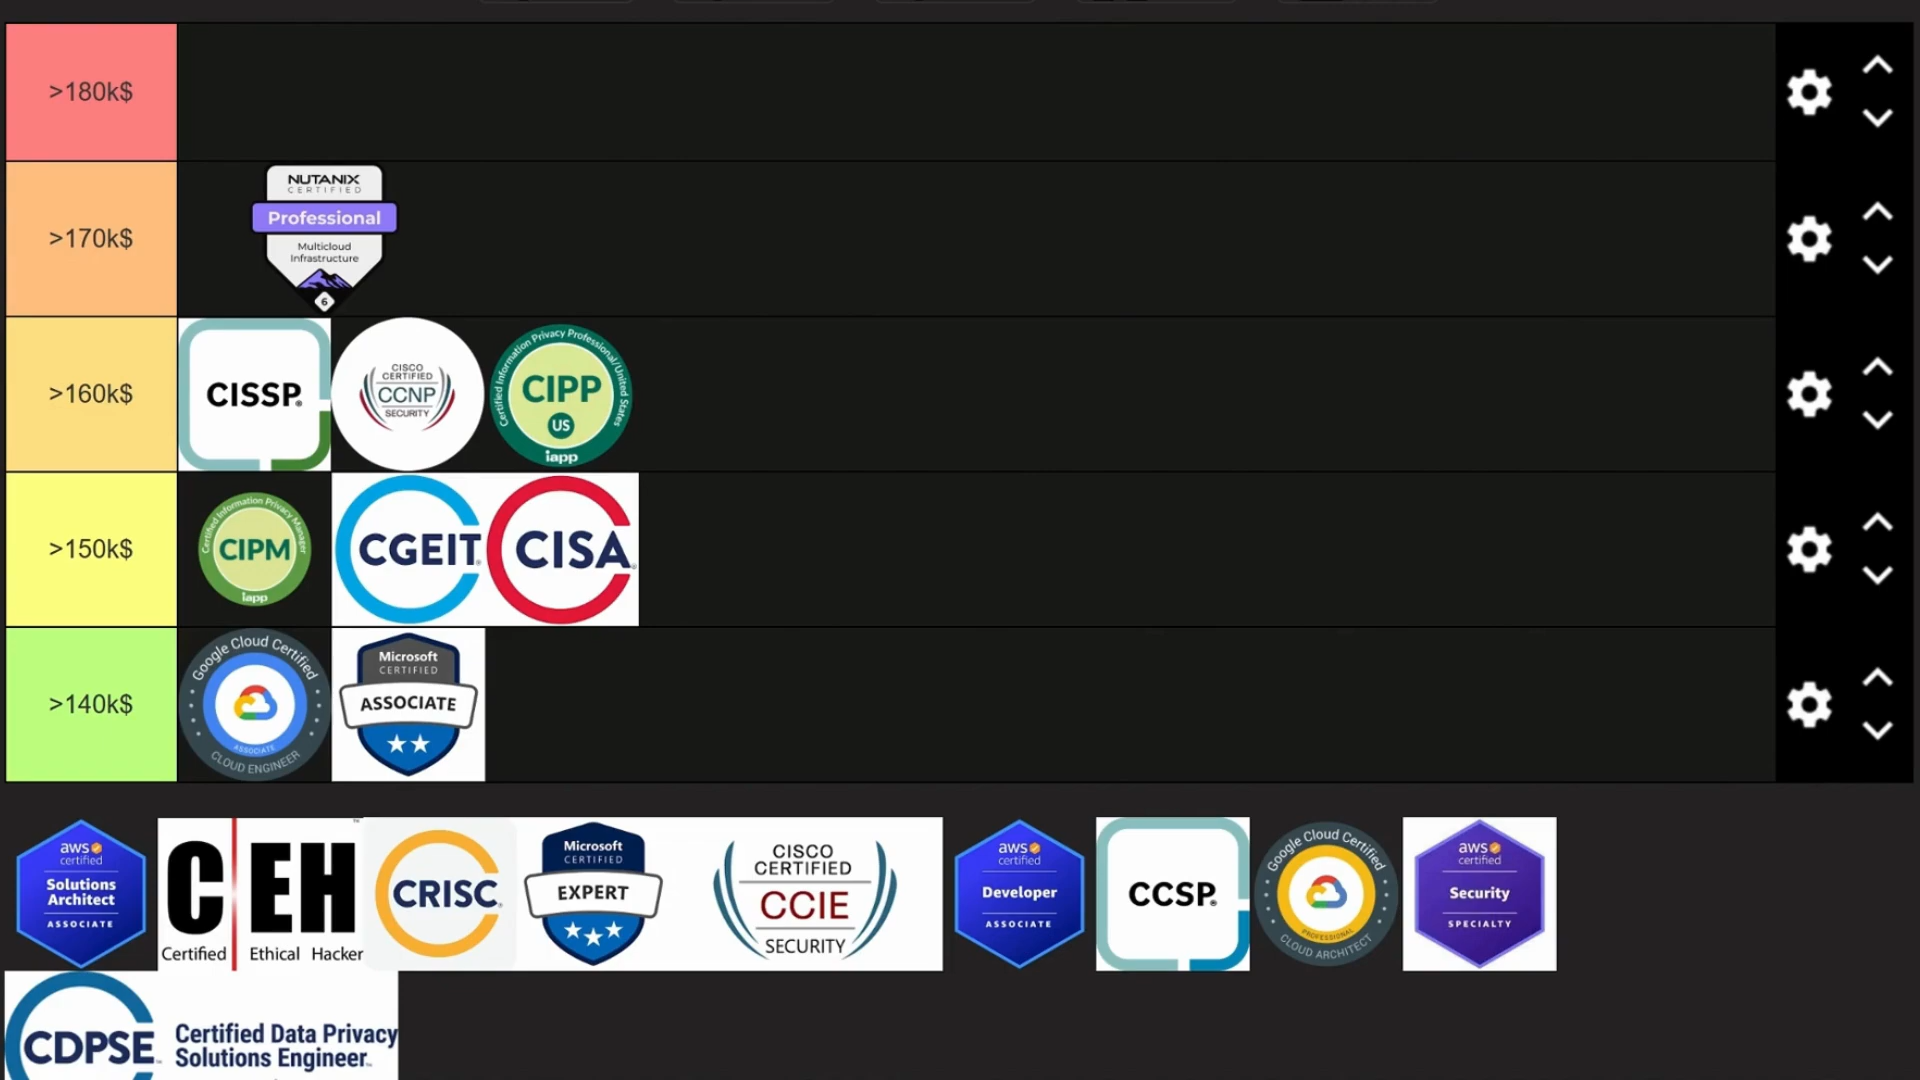 >180k$
>170k$
NUTANIX
CERTIFIED
Professional
Multicloud
Infrastructure
6
>160k$
CISSP®
CISCO
CERTIFIED
CCNP
SECURITY
Certified Information Privacy Professional/United States
CIPP
US
iapp
>150k$
Certified Information Privacy Manager
CIPM
iapp
CGEIT®
CISA®
>140k$
Google Cloud Certified
ASSOCIATE
CLOUD ENGINEER
Microsoft
CERTIFIED
ASSOCIATE
aws
certified
Solutions
Architect
ASSOCIATE
C|EH™
Certified Ethical Hacker
CRISC®
Microsoft
CERTIFIED
EXPERT
CISCO
CERTIFIED
CCIE
SECURITY
aws
certified
Developer
ASSOCIATE
CCSP®
Google Cloud Certified
PROFESSIONAL
CLOUD ARCHITECT
aws
certified
Security
SPECIALTY
CDPSE™
Certified Data Privacy
Solutions Engineer™